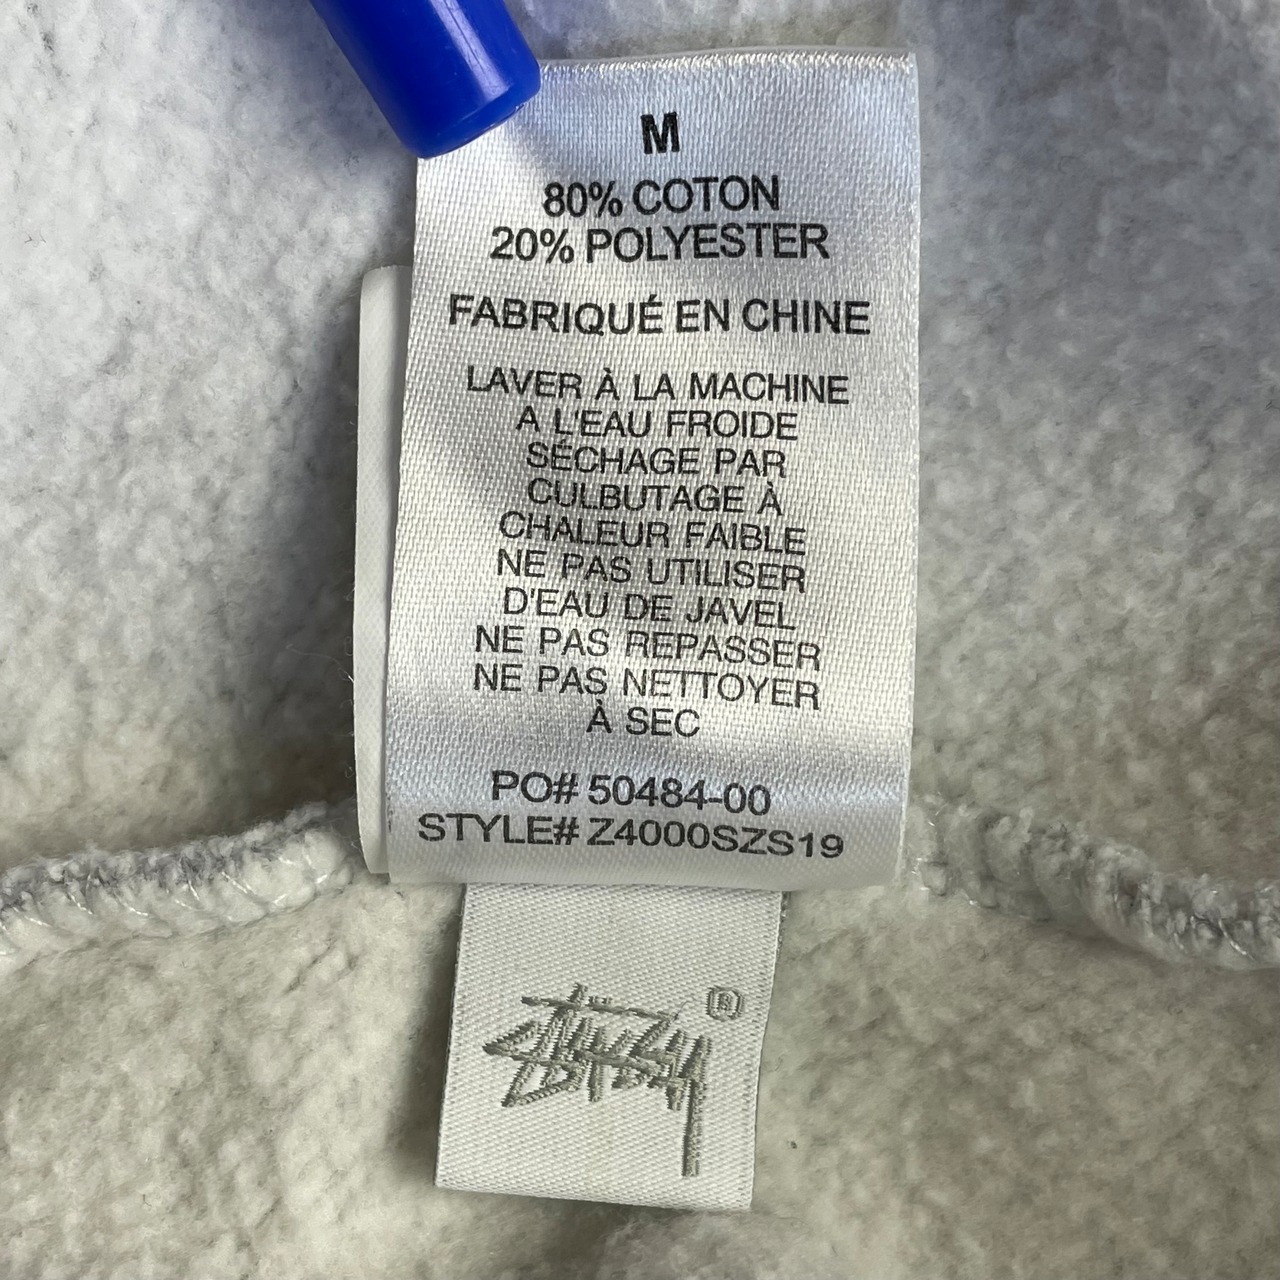 M
80% COTON
20% POLYESTER
FABRIQUÉ EN CHINE
LAVER À LA MACHINE
A L'EAU FROIDE
SÉCHAGE PAR
CULBUTAGE À
CHALEUR FAIBLE
NE PAS UTILISER
D'EAU DE JAVEL
NE PAS REPASSER
NE PAS NETTOYER
À SEC
PO# 50484-00
STYLE# Z4000SZS19
Stüssy ®